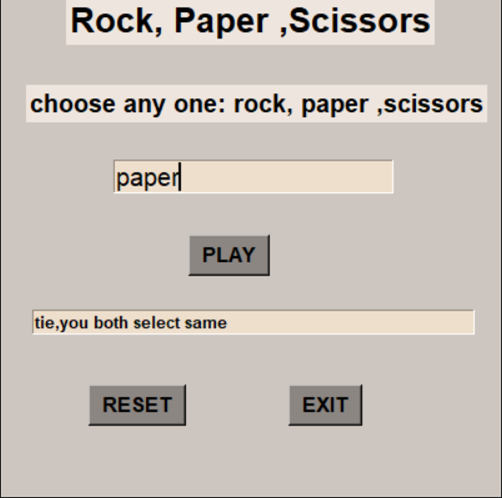 Rock, Paper ,Scissors
choose any one: rock, paper ,scissors
paper
PLAY
tie,you both select same
RESET EXIT